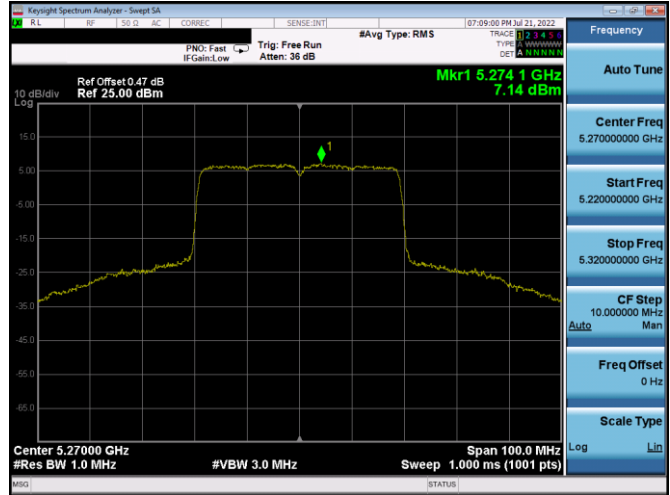 Keysight Spectrum Analyzer - Swept SA
RL RF 50 Ω AC CORREC SENSE:INT 07:09:00 PM Jul 21, 2022
#Avg Type: RMS
TRACE 1 2 3 4 5 6
TYPE A WWWWW
DET A N N N N N
PNO: Fast
IFGain:Low
Trig: Free Run
Atten: 36 dB
Mkr1 5.274 1 GHz
7.14 dBm
Ref Offset 0.47 dB
Ref 25.00 dBm
10 dB/div
Log
15.0
5.00
-5.00
-15.0
-25.0
-35.0
-45.0
-55.0
-65.0
1
Center 5.27000 GHz
#Res BW 1.0 MHz
#VBW 3.0 MHz
Span 100.0 MHz
Sweep 1.000 ms (1001 pts)
MSG
STATUS
Frequency
Auto Tune
Center Freq
5.270000000 GHz
Start Freq
5.220000000 GHz
Stop Freq
5.320000000 GHz
CF Step
10.000000 MHz
Auto Man
Freq Offset
0 Hz
Scale Type
Log Lin